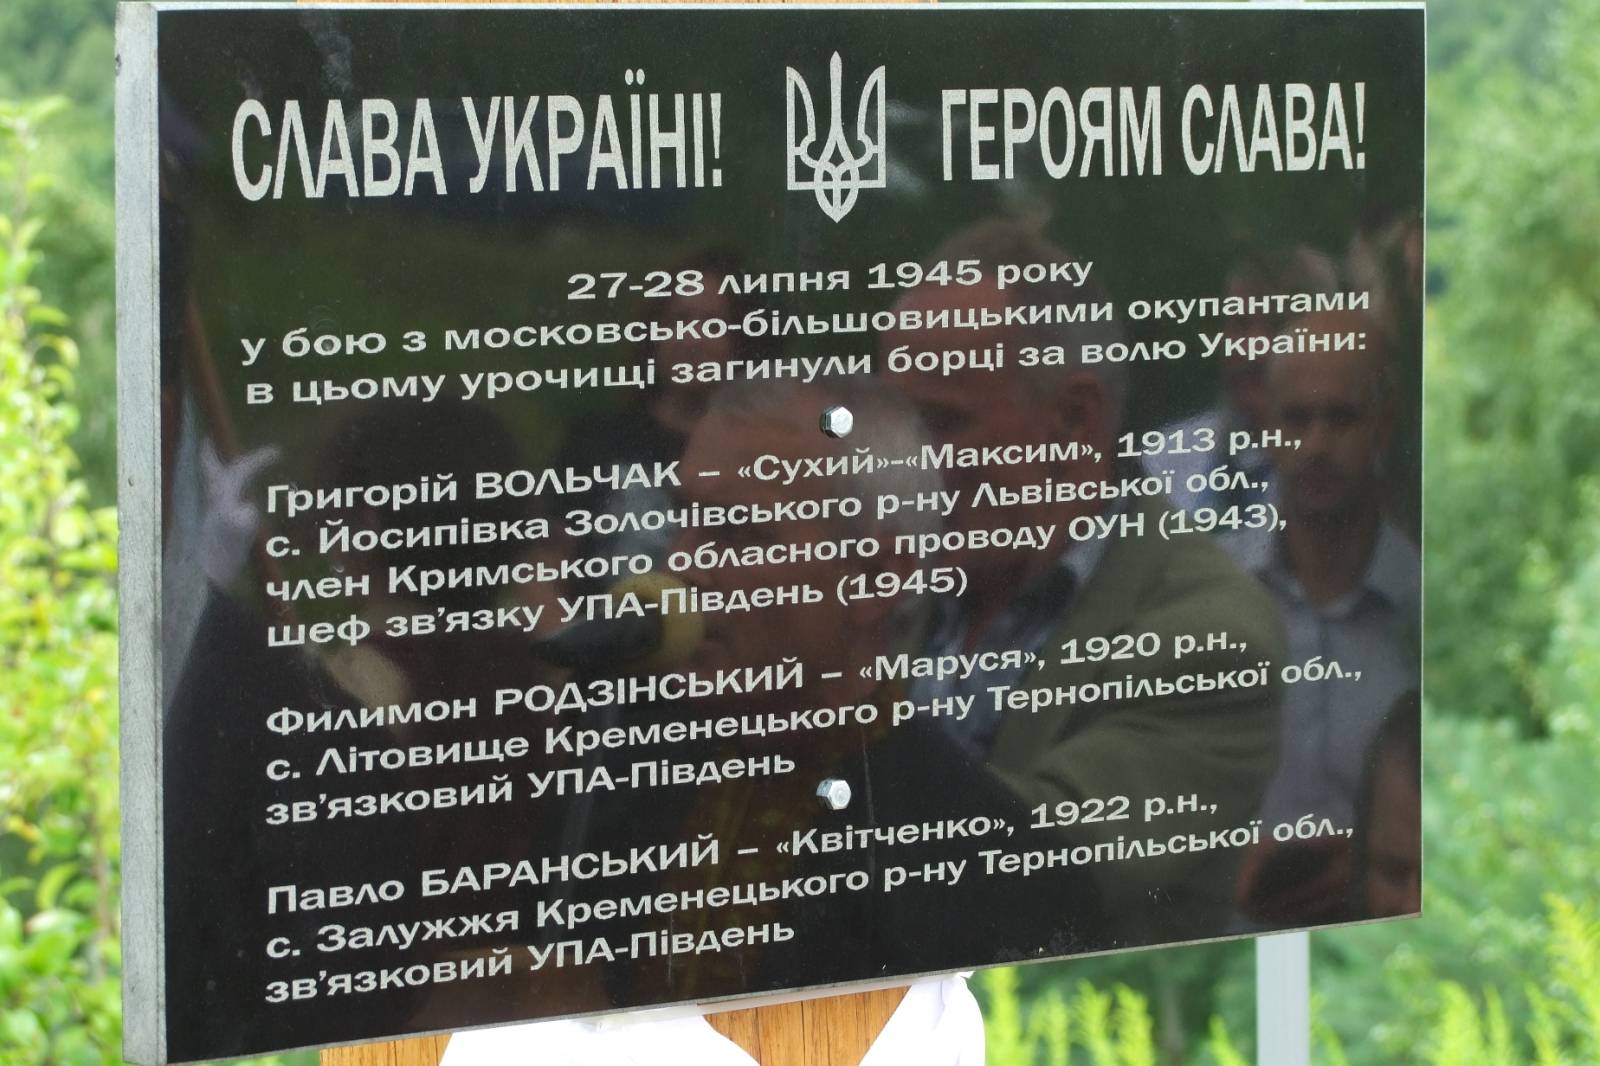 СЛАВА УКРАЇНІ! ГЕРОЯМ СЛАВА!
27-28 липня 1945 року
у бою з московсько-більшовицькими окупантами
в цьому урочищі загинули борці за волю України:
Григорій ВОЛЬЧАК – «Сухий»-«Максим», 1913 р.н.,
с. Йосипівка Золочівського р-ну Львівської обл.,
член Кримського обласного проводу ОУН (1943),
шеф зв’язку УПА-Південь (1945)
Филимон РОДЗІНСЬКИЙ – «Маруся», 1920 р.н.,
с. Літовище Кременецького р-ну Тернопільської обл.,
зв’язковий УПА-Південь
Павло БАРАНСЬКИЙ – «Квітченко», 1922 р.н.,
с. Залужжя Кременецького р-ну Тернопільської обл.,
зв’язковий УПА-Південь